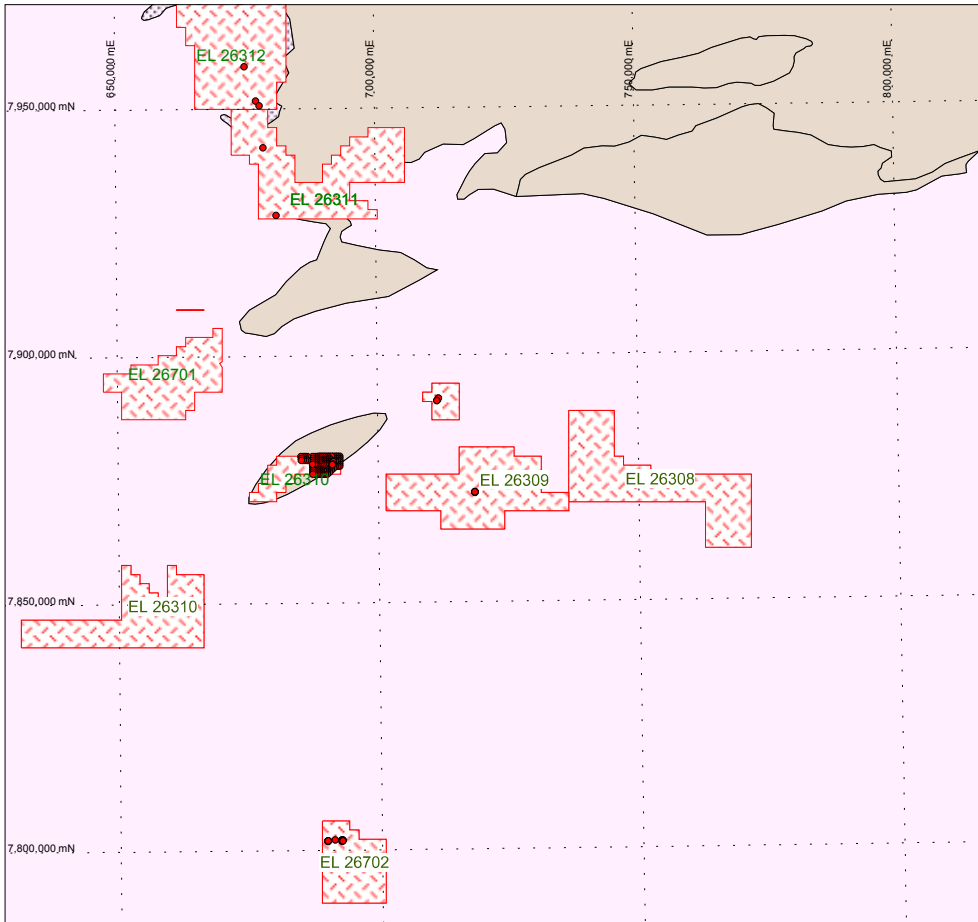 650,000 mE
700,000 mE
750,000 mE
800,000 mE
EL 26312
7,950,000 mN
EL 26311
7,900,000 mN
EL 26701
EL 26310
EL 26309
EL 26308
7,850,000 mN
EL 26310
7,800,000 mN
EL 26702